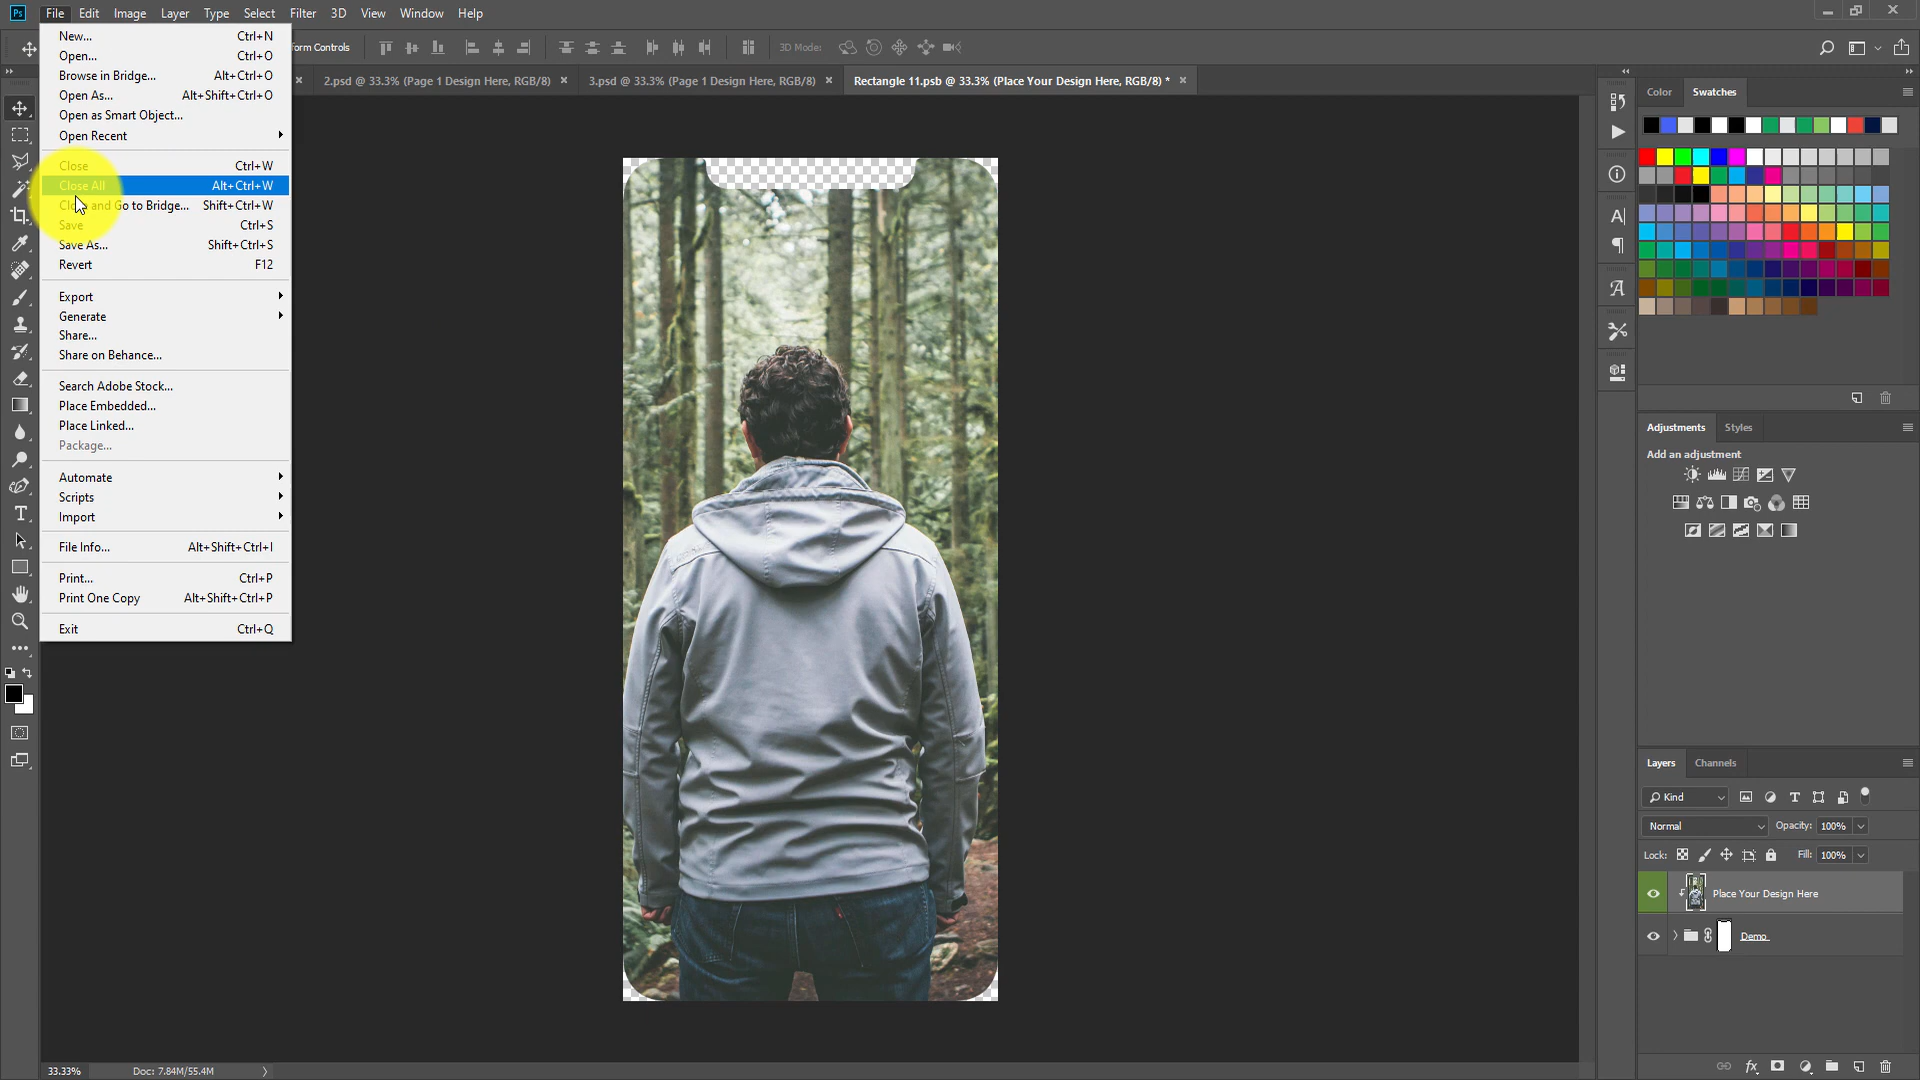 Ps File Edit Image Layer Type Select Filter 3D View Window Help
form Controls 3D Mode:
2.psd @ 33.3% (Page 1 Design Here, RGB/8) × 3.psd @ 33.3% (Page 1 Design Here, RGB/8) × Rectangle 11.psb @ 33.3% (Place Your Design Here, RGB/8) * ×
New... Ctrl+N
Open... Ctrl+O
Browse in Bridge... Alt+Ctrl+O
Open As... Alt+Shift+Ctrl+O
Open as Smart Object...
Open Recent
Close Ctrl+W
Close All Alt+Ctrl+W
Close and Go to Bridge... Shift+Ctrl+W
Save Ctrl+S
Save As... Shift+Ctrl+S
Revert F12
Export
Generate
Share...
Share on Behance...
Search Adobe Stock...
Place Embedded...
Place Linked...
Package...
Automate
Scripts
Import
File Info... Alt+Shift+Ctrl+I
Print... Ctrl+P
Print One Copy Alt+Shift+Ctrl+P
Exit Ctrl+Q
Color Swatches
Adjustments Styles
Add an adjustment
Layers Channels
Kind
Normal Opacity: 100%
Lock: Fill: 100%
Place Your Design Here
Demo
33.33% Doc: 7.84M/55.4M